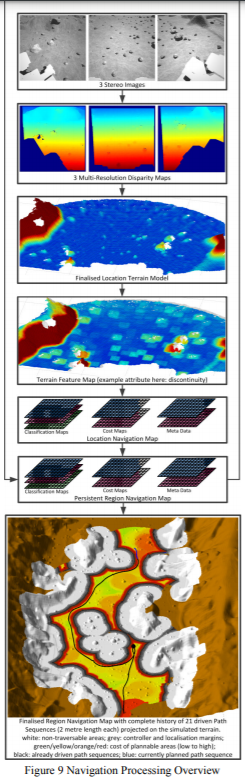 3 Stereo Images
3 Multi-Resolution Disparity Maps
Finalised Location Terrain Model
Terrain Feature Map (example attribute here: discontinuity)
Classification Maps Cost Maps Meta Data
Location Navigation Map
Classification Maps Cost Maps Meta Data
Persistent Region Navigation Map
Finalised Region Navigation Map with complete history of 21 driven Path
Sequences (2 metre length each) projected on the simulated terrain.
white: non-traversable areas; grey: controller and localisation margins;
green/yellow/orange/red: cost of plannable areas (low to high);
black: already driven path sequences; blue: currently planned path sequence
Figure 9 Navigation Processing Overview